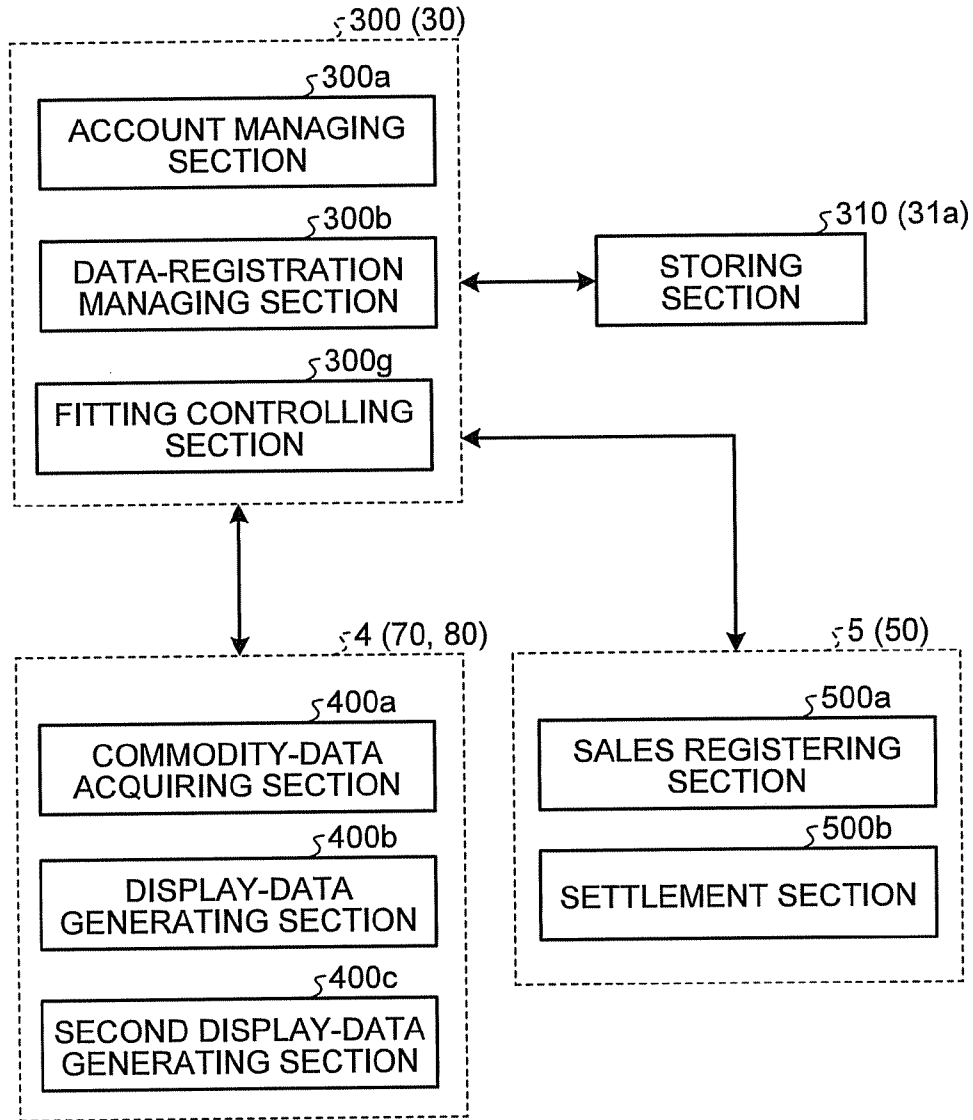 300 (30)
300a
ACCOUNT MANAGING
SECTION
300b
DATA-REGISTRATION
MANAGING SECTION
300g
FITTING CONTROLLING
SECTION
310 (31a)
STORING
SECTION
4 (70, 80)
400a
COMMODITY-DATA
ACQUIRING SECTION
400b
DISPLAY-DATA
GENERATING SECTION
400c
SECOND DISPLAY-DATA
GENERATING SECTION
5 (50)
500a
SALES REGISTERING
SECTION
500b
SETTLEMENT SECTION